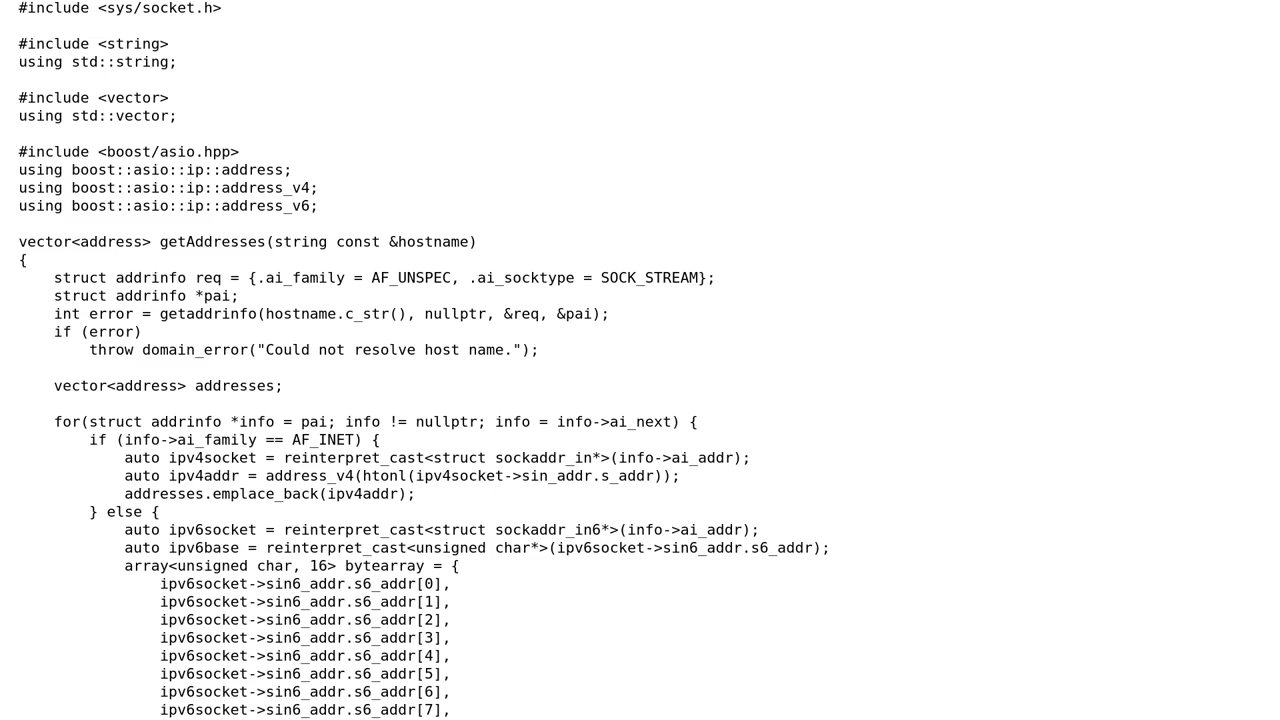 #include <sys/socket.h>
#include <string>
using std::string;
#include <vector>
using std::vector;
#include <boost/asio.hpp>
using boost::asio::ip::address;
using boost::asio::ip::address_v4;
using boost::asio::ip::address_v6;
vector<address> getAddresses(string const &hostname)
{
    struct addrinfo req = {.ai_family = AF_UNSPEC, .ai_socktype = SOCK_STREAM};
    struct addrinfo *pai;
    int error = getaddrinfo(hostname.c_str(), nullptr, &req, &pai);
    if (error)
        throw domain_error("Could not resolve host name.");
    vector<address> addresses;
    for(struct addrinfo *info = pai; info != nullptr; info = info->ai_next) {
        if (info->ai_family == AF_INET) {
            auto ipv4socket = reinterpret_cast<struct sockaddr_in*>(info->ai_addr);
            auto ipv4addr = address_v4(htonl(ipv4socket->sin_addr.s_addr));
            addresses.emplace_back(ipv4addr);
        } else {
            auto ipv6socket = reinterpret_cast<struct sockaddr_in6*>(info->ai_addr);
            auto ipv6base = reinterpret_cast<unsigned char*>(ipv6socket->sin6_addr.s6_addr);
            array<unsigned char, 16> bytearray = {
                ipv6socket->sin6_addr.s6_addr[0],
                ipv6socket->sin6_addr.s6_addr[1],
                ipv6socket->sin6_addr.s6_addr[2],
                ipv6socket->sin6_addr.s6_addr[3],
                ipv6socket->sin6_addr.s6_addr[4],
                ipv6socket->sin6_addr.s6_addr[5],
                ipv6socket->sin6_addr.s6_addr[6],
                ipv6socket->sin6_addr.s6_addr[7],